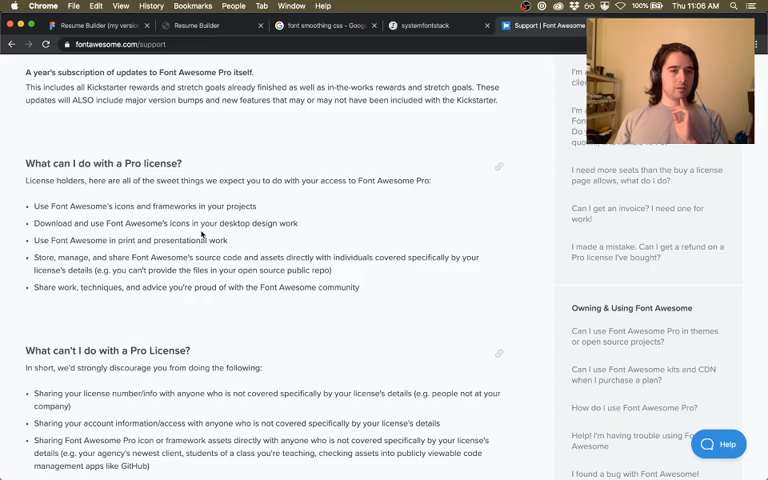 Chrome File Edit View History Bookmarks People Tab Window Help 100% Thu 11:06 AM
Resume Builder (my version
Resume Builder
font smoothing css - Goog
systemfontstack
Support | Font Awesome
fontawesome.com/support
A year's subscription of updates to Font Awesome Pro itself.
This includes all Kickstarter rewards and stretch goals already finished as well as in-the-works rewards and stretch goals. These
updates will ALSO include major version bumps and new features that may or may not have been included with the Kickstarter.
What can I do with a Pro license?
License holders, here are all of the sweet things we expect you to do with your access to Font Awesome Pro:
• Use Font Awesome's icons and frameworks in your projects
• Download and use Font Awesome's icons in your desktop design work
• Use Font Awesome in print and presentational work
• Store, manage, and share Font Awesome's source code and assets directly with individuals covered specifically by your
license's details (e.g. you can't provide the files in your open source public repo)
• Share work, techniques, and advice you're proud of with the Font Awesome community
What can't I do with a Pro License?
In short, we'd strongly discourage you from doing the following:
• Sharing your license number/info with anyone who is not covered specifically by your license's details (e.g. people not at your
company)
• Sharing your account information/access with anyone who is not covered specifically by your license's details
• Sharing Font Awesome Pro icon or framework assets directly with anyone who is not covered specifically by your license's
details (e.g. your agency's newest client, students of a class you're teaching, checking assets into publicly viewable code
management apps like GitHub)
I'm a
clie
I'm a
Font
Do y
quo
I need more seats than the buy a license
page allows, what do I do?
Can I get an invoice? I need one for
work!
I made a mistake. Can I get a refund on a
Pro license I've bought?
Owning & Using Font Awesome
Can I use Font Awesome Pro in themes
or open source projects?
Can I use Font Awesome kits and CDN
when I purchase a plan?
How do I use Font Awesome Pro?
Help! I'm having trouble using F
Awesome
I found a bug with Font Awesome!
Help